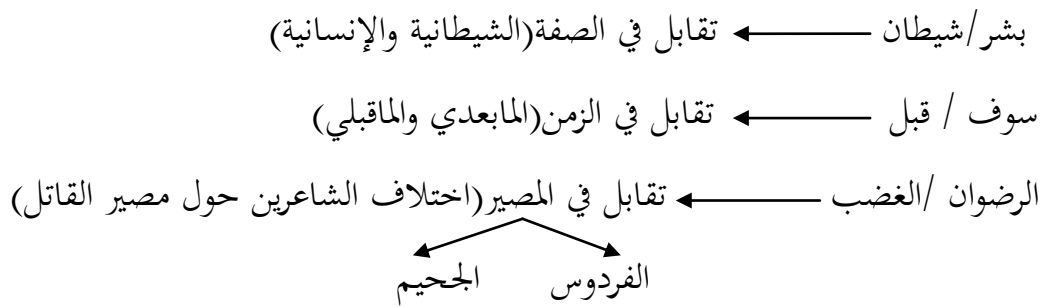 بشر/شيطان تقابل في الصفة(الشيطانية والإنسانية)
سوف / قبل تقابل في الزمن(المابعدي والماقبلي)
الرضوان /الغضب تقابل في المصير(اختلاف الشاعرين حول مصير القاتل)
الفردوس الجحيم